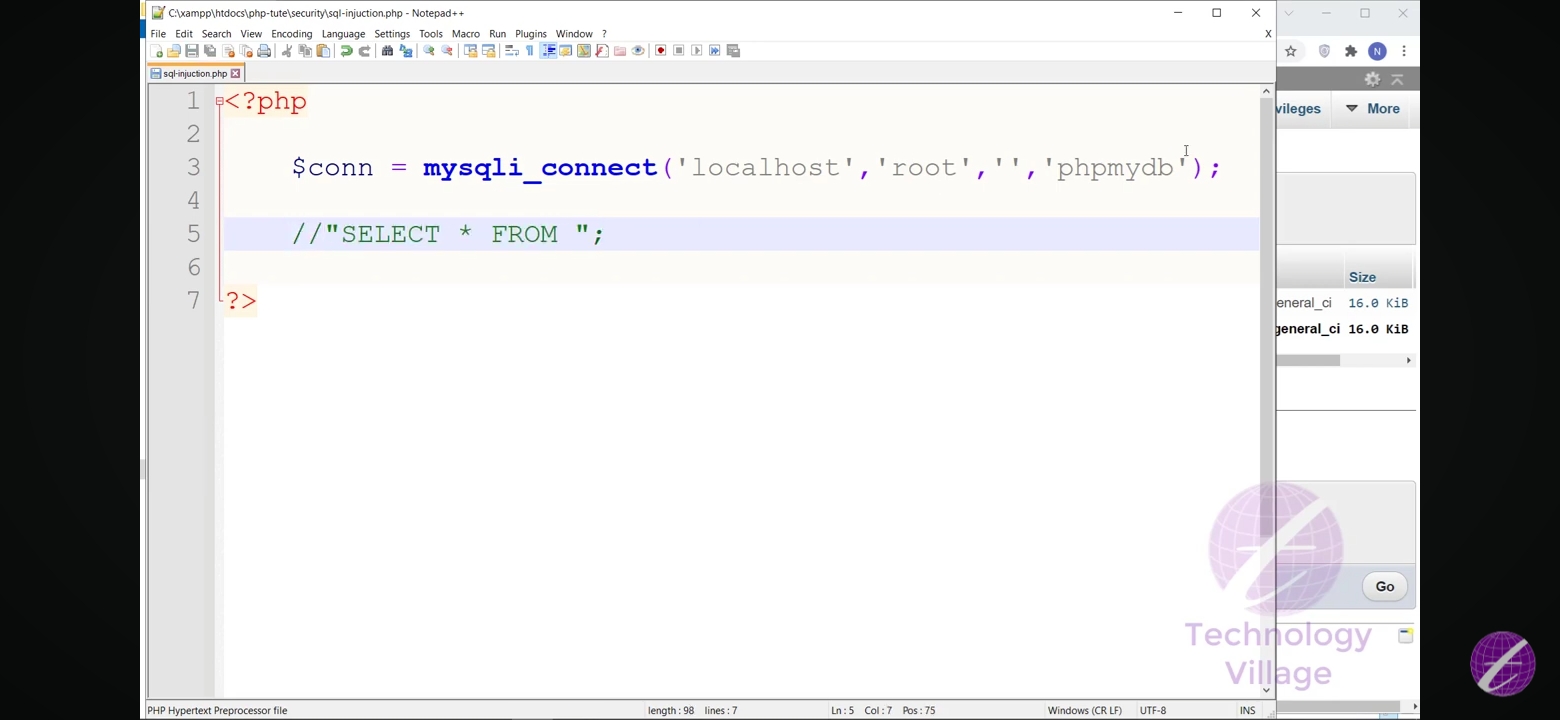 C:\xampp\htdocs\php-tute\security\sql-injuction.php - Notepad++
File Edit Search View Encoding Language Settings Tools Macro Run Plugins Window ? X
sql-injuction.php
N
vileges More
1 <?php
2
3 $conn = mysqli_connect('localhost','root','','phpmydb');
4
5 //"SELECT * FROM ";
6
7 ?>
Size
eneral_ci 16.0 KiB
general_ci 16.0 KiB
Go
Technology
Village
PHP Hypertext Preprocessor file length : 98 lines : 7 Ln : 5 Col : 7 Pos : 75 Windows (CR LF) UTF-8 INS